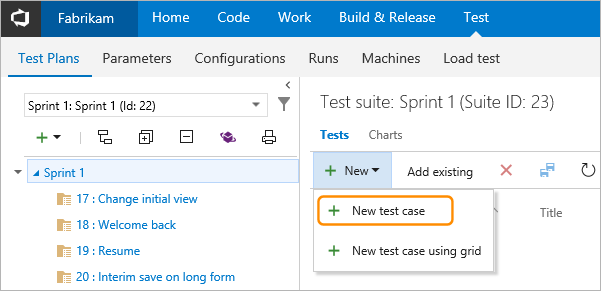 Fabrikam Home Code Work Build & Release Test
Test Plans Parameters Configurations Runs Machines Load test
Sprint 1: Sprint 1 (Id: 22)
Sprint 1
17 : Change initial view
18 : Welcome back
19 : Resume
20 : Interim save on long form
Test suite: Sprint 1 (Suite ID: 23)
Tests Charts
New Add existing
New test case
Title
New test case using grid